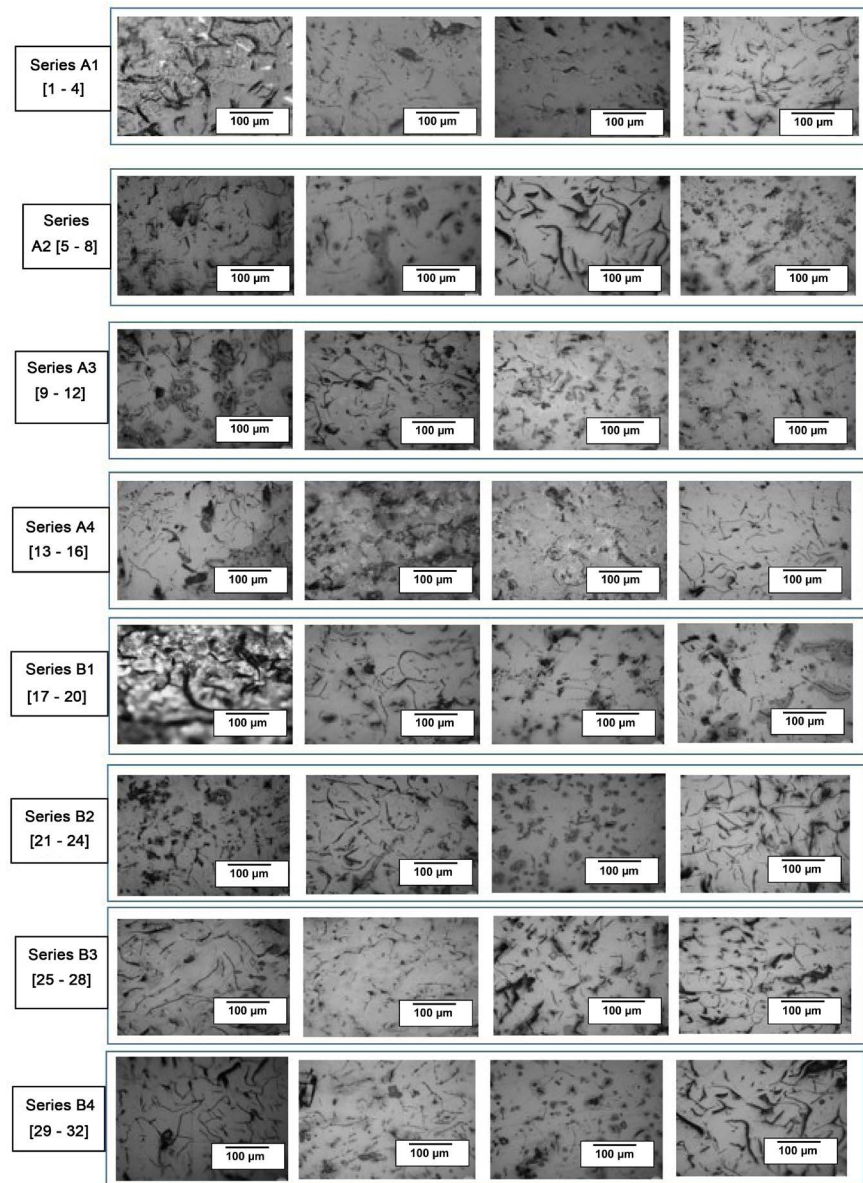 Series A1
[1 - 4]
100 µm
100 µm
100 µm
100 µm
Series
A2 [5 - 8]
100 µm
100 µm
100 µm
100 µm
Series A3
[9 - 12]
100 µm
100 µm
100 µm
100 µm
Series A4
[13 - 16]
100 µm
100 µm
100 µm
100 µm
Series B1
[17 - 20]
100 µm
100 µm
100 µm
100 µm
Series B2
[21 - 24]
100 µm
100 µm
100 µm
100 µm
Series B3
[25 - 28]
100 µm
100 µm
100 µm
100 µm
Series B4
[29 - 32]
100 µm
100 µm
100 µm
100 µm